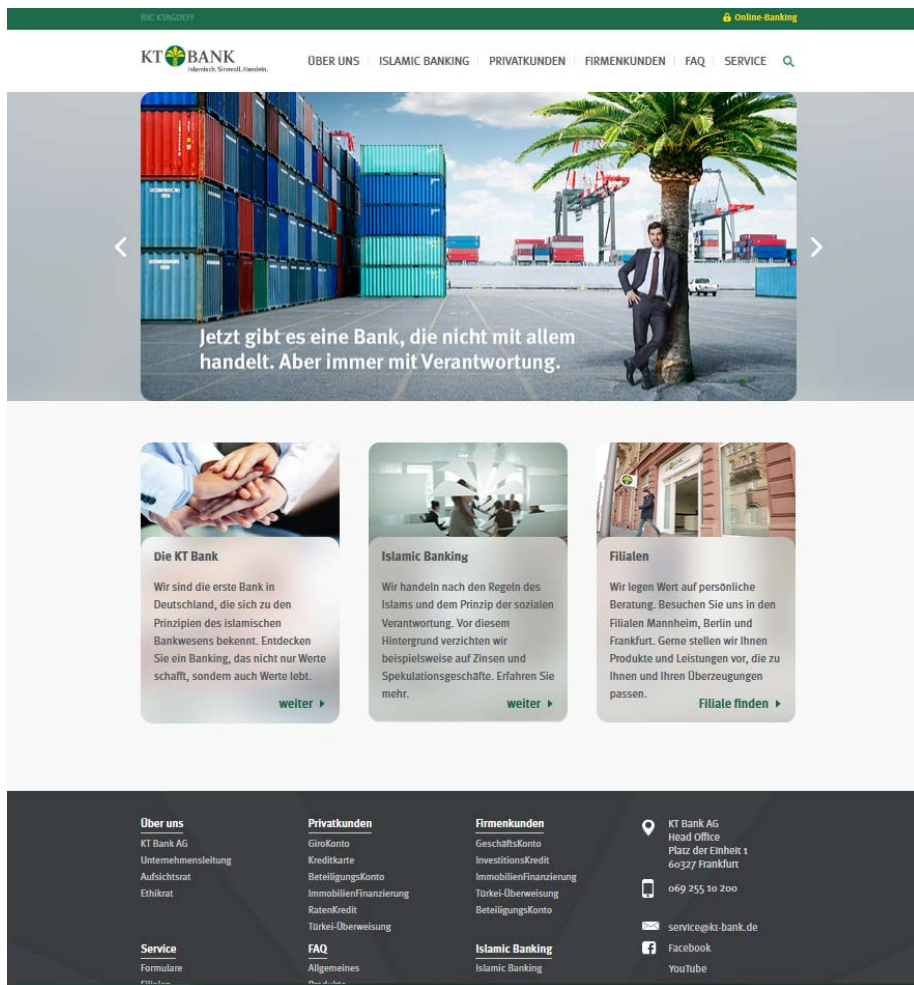 BIC KTAGDEFF
Online-Banking
KT BANK
Islamisch. Sinnvoll. Handeln.
ÜBER UNS
ISLAMIC BANKING
PRIVATKUNDEN
FIRMENKUNDEN
FAQ
SERVICE
Jetzt gibt es eine Bank, die nicht mit allem
handelt. Aber immer mit Verantwortung.
Die KT Bank
Wir sind die erste Bank in
Deutschland, die sich zu den
Prinzipien des islamischen
Bankwesens bekennt. Entdecken
Sie ein Banking, das nicht nur Werte
schafft, sondern auch Werte lebt.
weiter
Islamic Banking
Wir handeln nach den Regeln des
Islams und dem Prinzip der sozialen
Verantwortung. Vor diesem
Hintergrund verzichten wir
beispielsweise auf Zinsen und
Spekulationsgeschäfte. Erfahren Sie
mehr.
weiter
Filialen
Wir legen Wert auf persönliche
Beratung. Besuchen Sie uns in den
Filialen Mannheim, Berlin und
Frankfurt. Gerne stellen wir Ihnen
Produkte und Leistungen vor, die zu
Ihnen und Ihren Überzeugungen
passen.
Filiale finden
Über uns
KT Bank AG
Unternehmensleitung
Aufsichtsrat
Ethikrat
Privatkunden
GiroKonto
Kreditkarte
BeteiligungsKonto
ImmobilienFinanzierung
RatenKredit
Türkei-Überweisung
Firmenkunden
GeschäftsKonto
InvestitionsKredit
ImmobilienFinanzierung
Türkei-Überweisung
BeteiligungsKonto
KT Bank AG
Head Office
Platz der Einheit 1
60327 Frankfurt
069 255 10 200
service@kt-bank.de
Facebook
YouTube
Service
Formulare
Filialen
FAQ
Allgemeines
Produkte
Islamic Banking
Islamic Banking